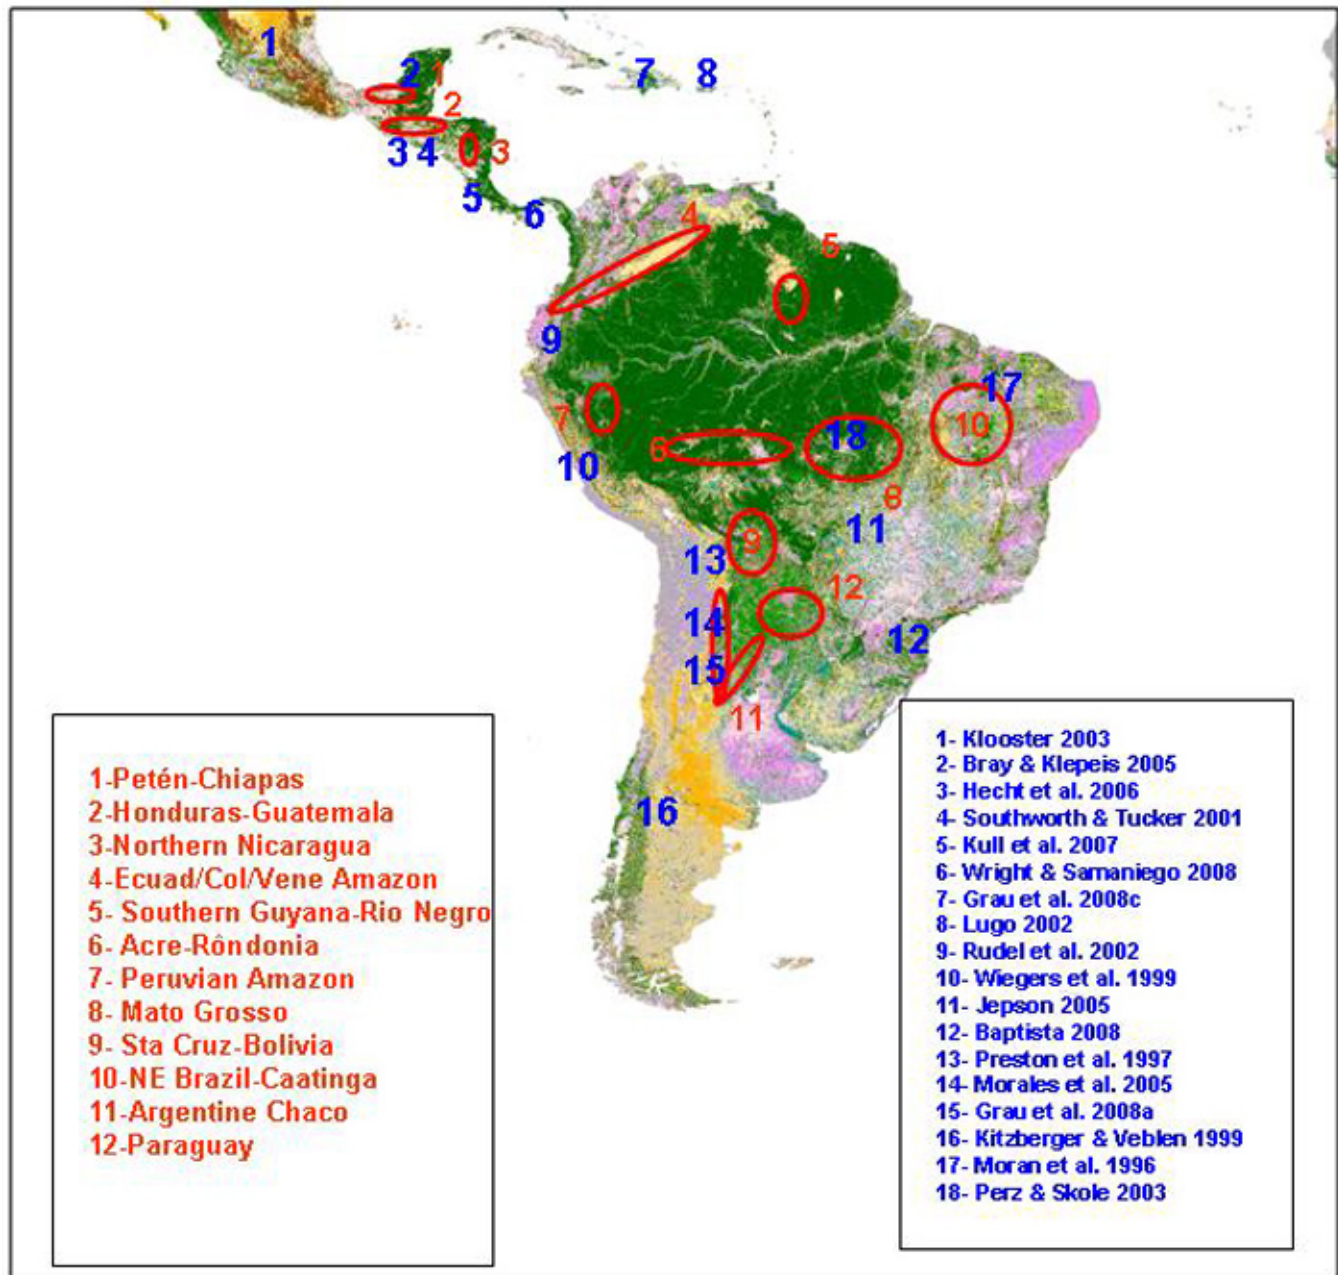 1
2
1
7
8
2
3 4
3
5
6
4
5
9
17
7
10
18
6
10
8
11
9
13
12
14
12
15
11
16
1-Petén-Chiapas
2-Honduras-Guatemala
3-Northern Nicaragua
4-Ecuad/Col/Vene Amazon
5- Southern Guyana-Rio Negro
6- Acre-Rôndonia
7- Peruvian Amazon
8- Mato Grosso
9- Sta Cruz-Bolivia
10-NE Brazil-Caatinga
11-Argentine Chaco
12-Paraguay
1- Klooster 2003
2- Bray & Klepeis 2005
3- Hecht et al. 2006
4- Southworth & Tucker 2001
5- Kull et al. 2007
6- Wright & Samaniego 2008
7- Grau et al. 2008c
8- Lugo 2002
9- Rudel et al. 2002
10- Wiegers et al. 1999
11- Jepson 2005
12- Baptista 2008
13- Preston et al. 1997
14- Morales et al. 2005
15- Grau et al. 2008a
16- Kitzberger & Veblen 1999
17- Moran et al. 1996
18- Perz & Skole 2003